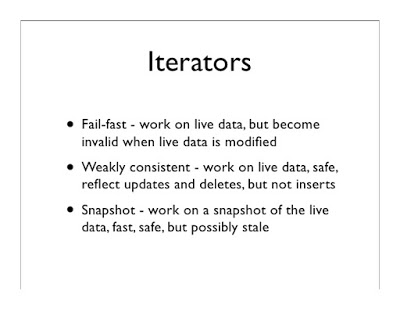 Iterators
• Fail-fast - work on live data, but become
invalid when live data is modified
• Weakly consistent - work on live data, safe,
reflect updates and deletes, but not inserts
• Snapshot - work on a snapshot of the live
data, fast, safe, but possibly stale